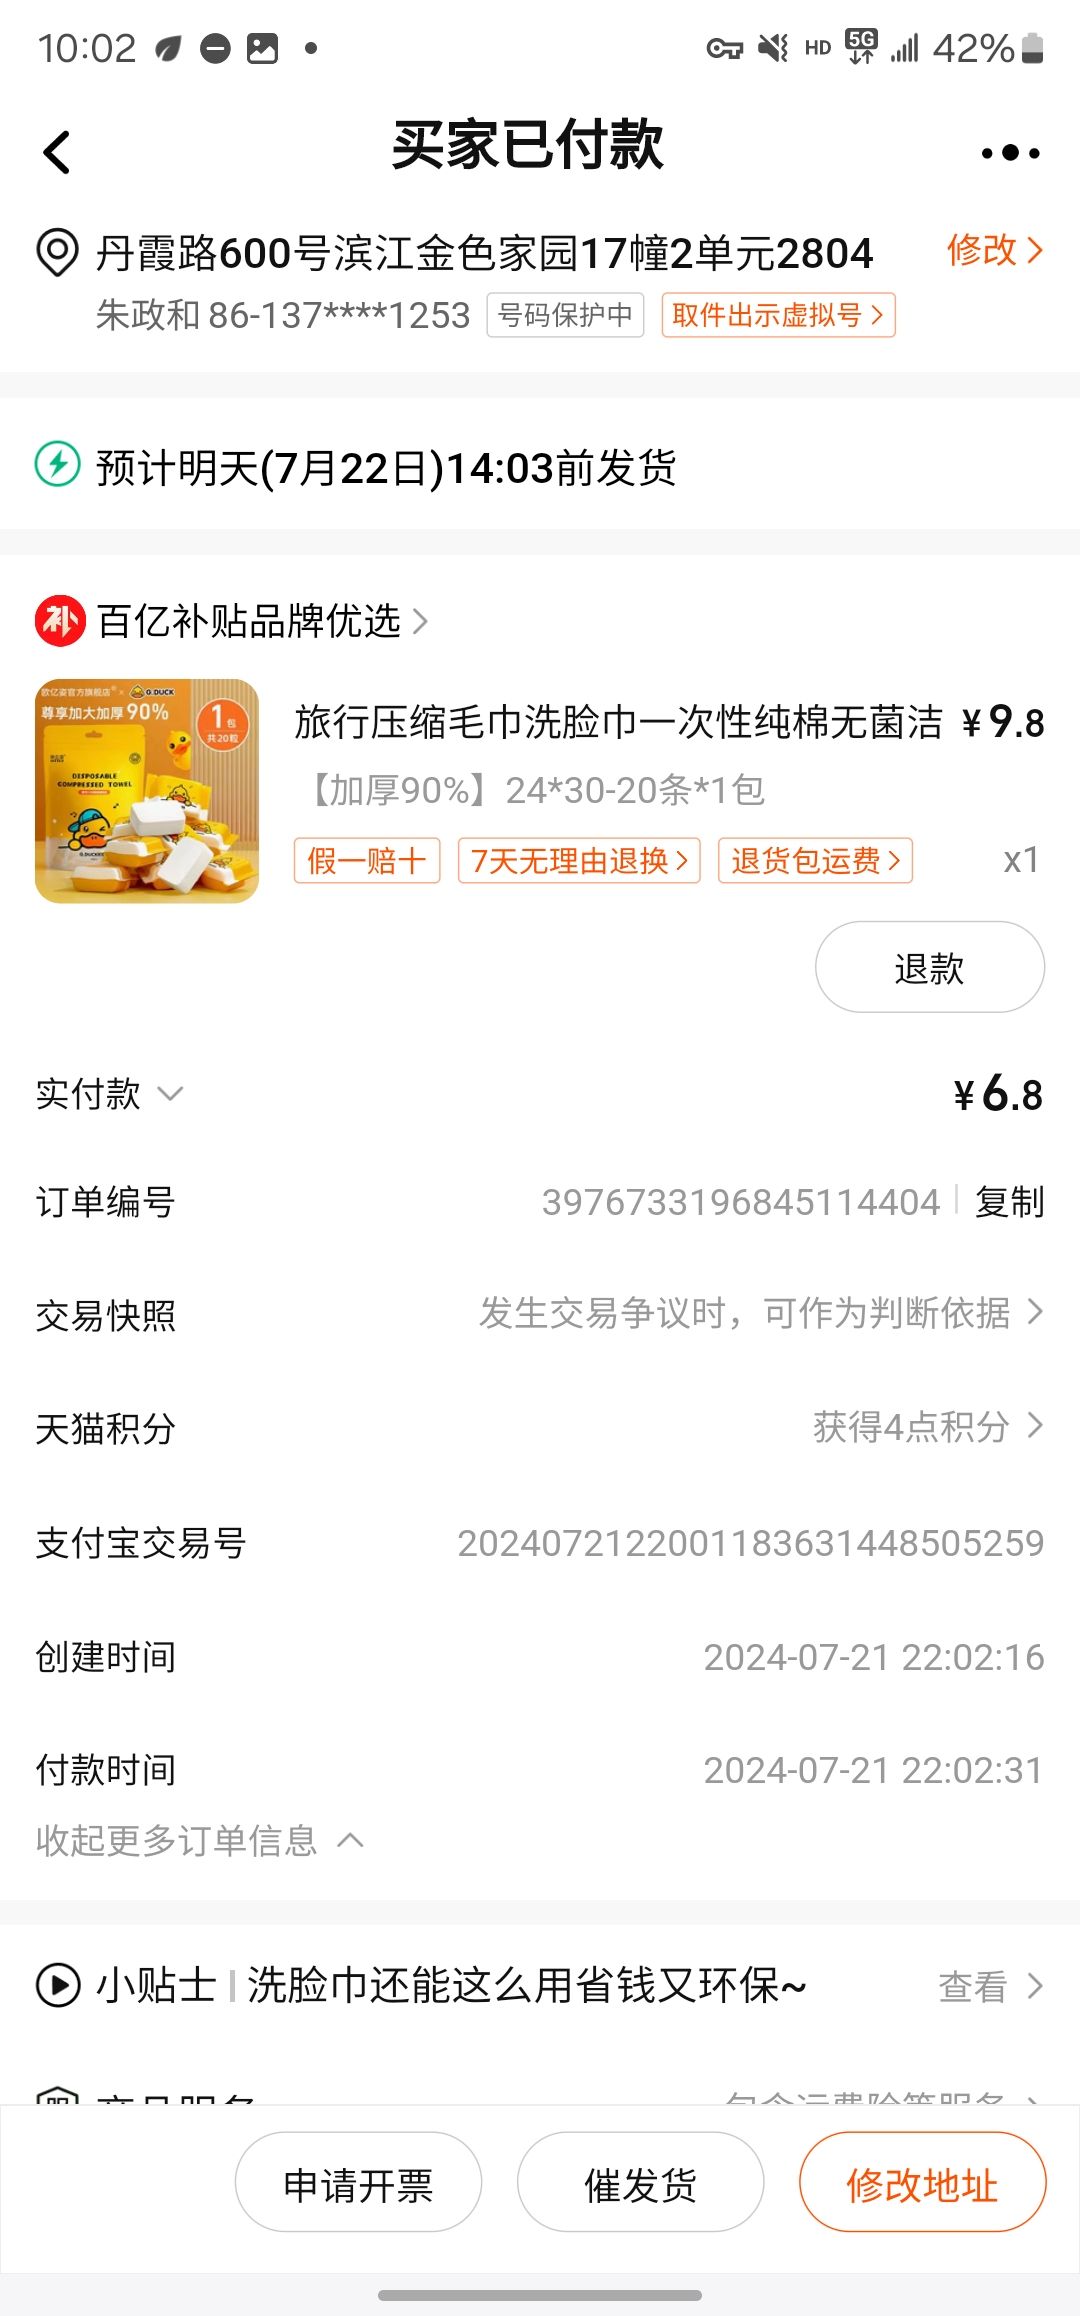 10:02 HD 5G 42%
买家已付款
丹霞路600号滨江金色家园17幢2单元2804 修改
朱政和 86-137****1253 号码保护中 取件出示虚拟号
预计明天(7月22日)14:03前发货
补 百亿补贴品牌优选
欧亿姿官方旗舰店 × G.DUCK
尊享加大加厚90%
1包
共20粒
DISPOSABLE
COMPRESSED TOWEL
旅行压缩毛巾洗脸巾一次性纯棉无菌洁 ¥9.8
【加厚90%】24*30-20条*1包
假一赔十 7天无理由退换 退货包运费 x1
退款
实付款 ¥6.8
订单编号 3976733196845114404 复制
交易快照 发生交易争议时，可作为判断依据
天猫积分 获得4点积分
支付宝交易号 2024072122001183631448505259
创建时间 2024-07-21 22:02:16
付款时间 2024-07-21 22:02:31
收起更多订单信息
小贴士 洗脸巾还能这么用省钱又环保~ 查看
申请开票 催发货 修改地址